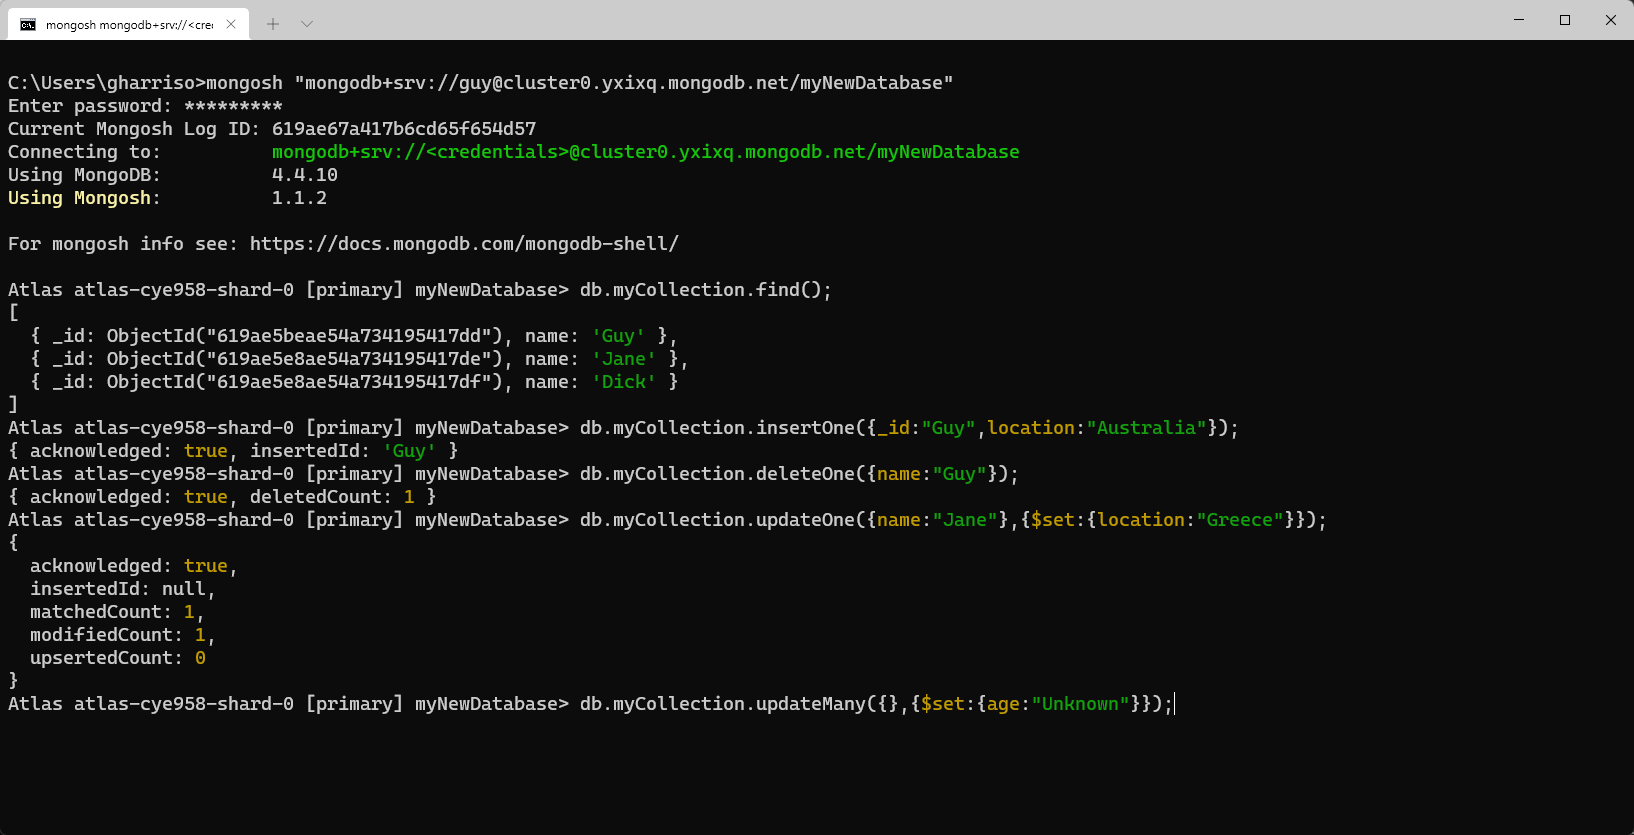 mongosh mongodb+srv://<cre
C:\Users\gharriso>mongosh "mongodb+srv://guy@cluster0.yxixq.mongodb.net/myNewDatabase"
Enter password: *********
Current Mongosh Log ID: 619ae67a417b6cd65f654d57
Connecting to:          mongodb+srv://<credentials>@cluster0.yxixq.mongodb.net/myNewDatabase
Using MongoDB:          4.4.10
Using Mongosh:          1.1.2
For mongosh info see: https://docs.mongodb.com/mongodb-shell/
Atlas atlas-cye958-shard-0 [primary] myNewDatabase> db.myCollection.find();
[
  { _id: ObjectId("619ae5beae54a734195417dd"), name: 'Guy' },
  { _id: ObjectId("619ae5e8ae54a734195417de"), name: 'Jane' },
  { _id: ObjectId("619ae5e8ae54a734195417df"), name: 'Dick' }
]
Atlas atlas-cye958-shard-0 [primary] myNewDatabase> db.myCollection.insertOne({_id:"Guy",location:"Australia"});
{ acknowledged: true, insertedId: 'Guy' }
Atlas atlas-cye958-shard-0 [primary] myNewDatabase> db.myCollection.deleteOne({name:"Guy"});
{ acknowledged: true, deletedCount: 1 }
Atlas atlas-cye958-shard-0 [primary] myNewDatabase> db.myCollection.updateOne({name:"Jane"},{$set:{location:"Greece"}});
{
  acknowledged: true,
  insertedId: null,
  matchedCount: 1,
  modifiedCount: 1,
  upsertedCount: 0
}
Atlas atlas-cye958-shard-0 [primary] myNewDatabase> db.myCollection.updateMany({},{$set:{age:"Unknown"}});